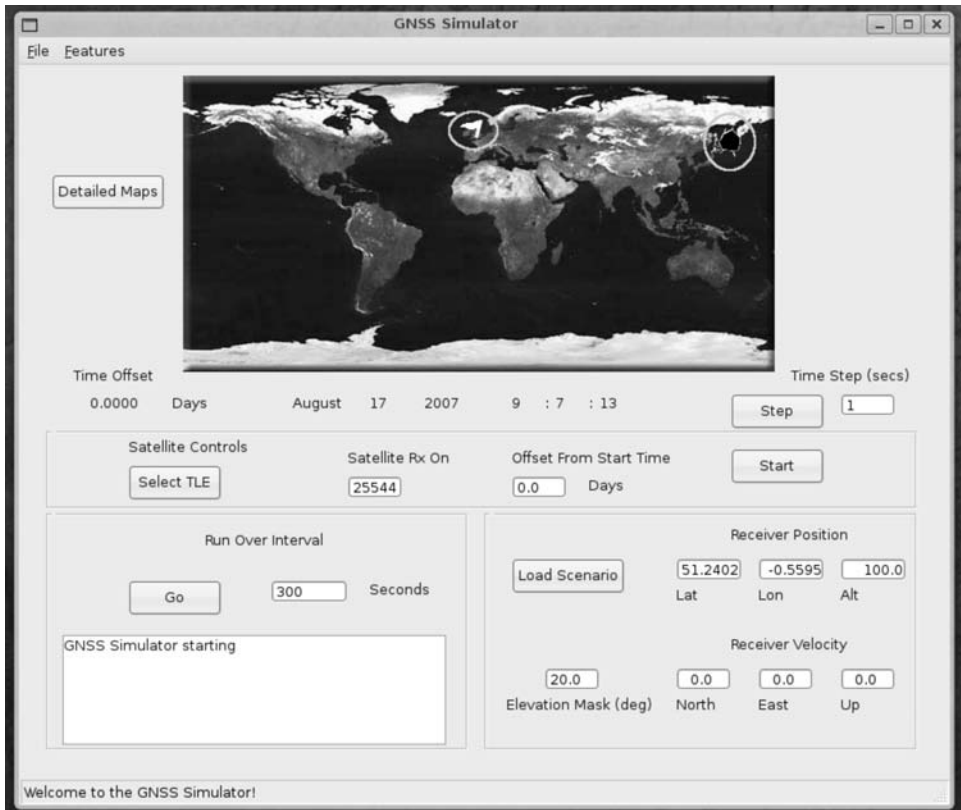 GNSS Simulator
File Features
Detailed Maps
Time Offset
Time Step (secs)
0.0000 Days August 17 2007 9 : 7 : 13
Step 1
Satellite Controls
Select TLE
Satellite Rx On
25544
Offset From Start Time
0.0 Days
Start
Run Over Interval
Go 300 Seconds
GNSS Simulator starting
Receiver Position
Load Scenario 51.2402 -0.5595 100.0
Lat Lon Alt
Receiver Velocity
20.0 0.0 0.0 0.0
Elevation Mask (deg) North East Up
Welcome to the GNSS Simulator!